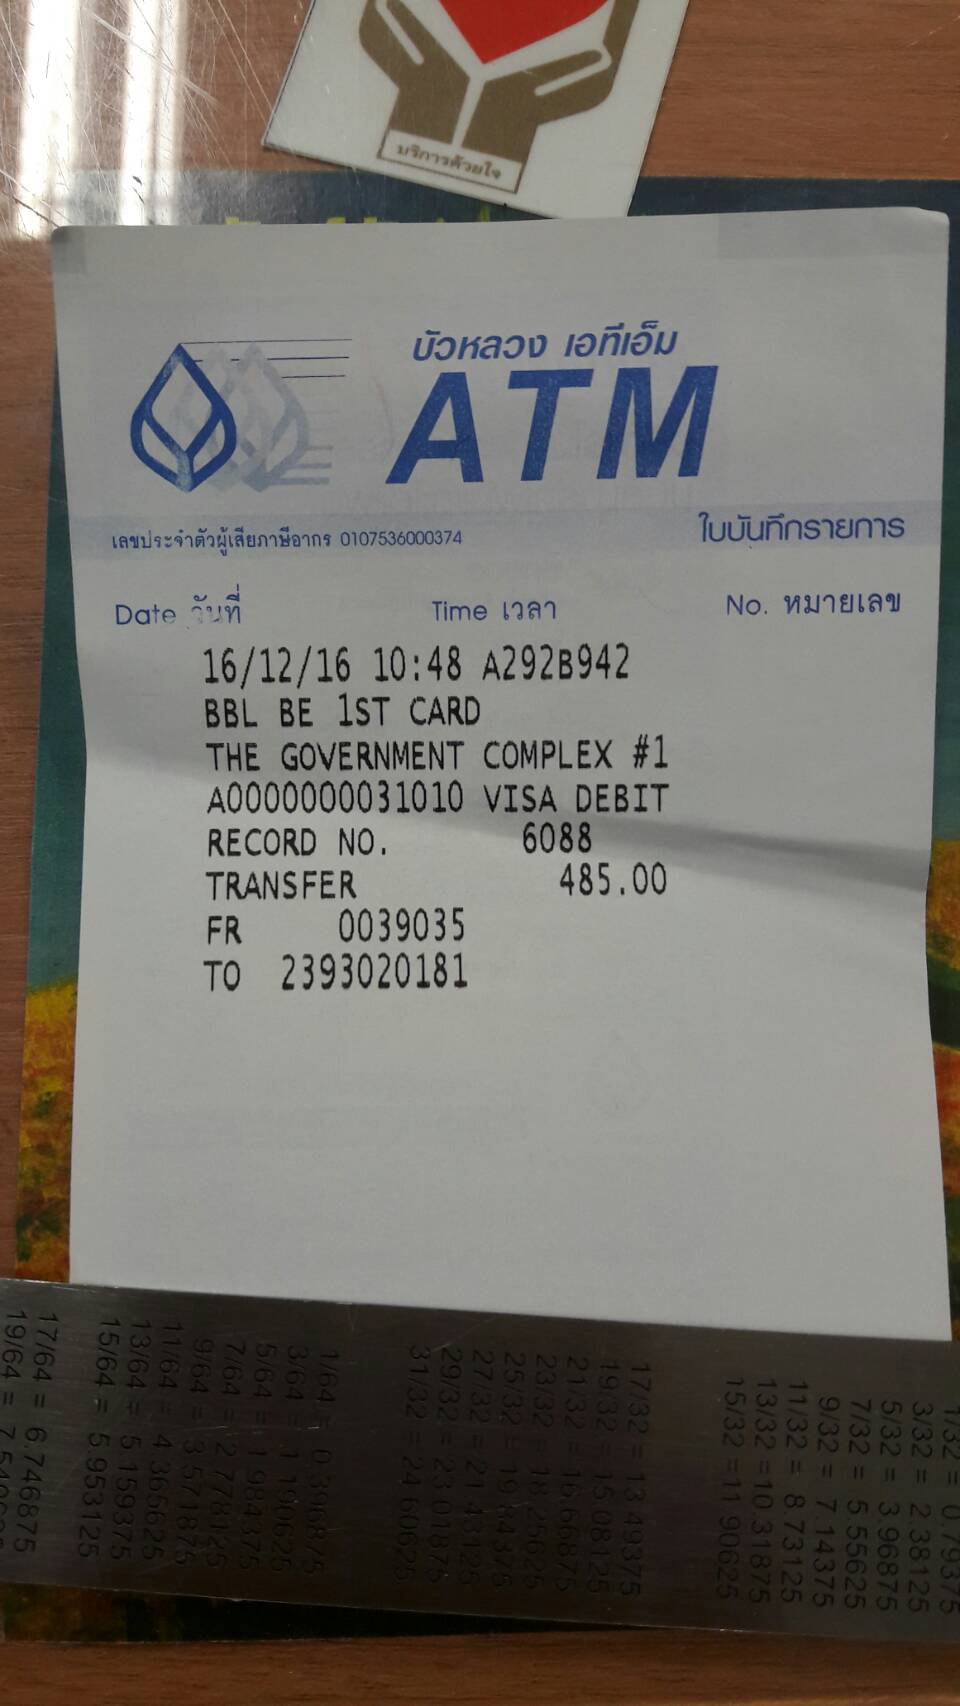 บริการด้วยใจ
บัวหลวง เอทีเอ็ม
ATM
เลขประจำตัวผู้เสียภาษีอากร 0107536000374
ใบบันทึกรายการ
Date วันที่ Time เวลา No. หมายเลข
16/12/16 10:48 A292B942
BBL BE 1ST CARD
THE GOVERNMENT COMPLEX #1
A0000000031010 VISA DEBIT
RECORD NO. 6088
TRANSFER 485.00
FR 0039035
TO 2393020181
1/32 = 0.79375
3/32 = 2.38125
5/32 = 3.96875
7/32 = 5.55625
9/32 = 7.14375
11/32 = 8.73125
13/32 =10.31875
15/32 =11.90625
17/32 = 13.49375
19/32 = 15.08125
21/32 = 16.66875
23/32 = 18.25625
25/32 = 19.84375
27/32 = 21.43125
29/32 = 23.01875
31/32 = 24.60625
1/64 = 0.396875
3/64 = 1.190625
5/64 = 1.984375
7/64 = 2.778125
9/64 = 3.571875
11/64 = 4.365625
13/64 = 5.159375
15/64 = 5.953125
17/64 = 6.746875
19/64 =